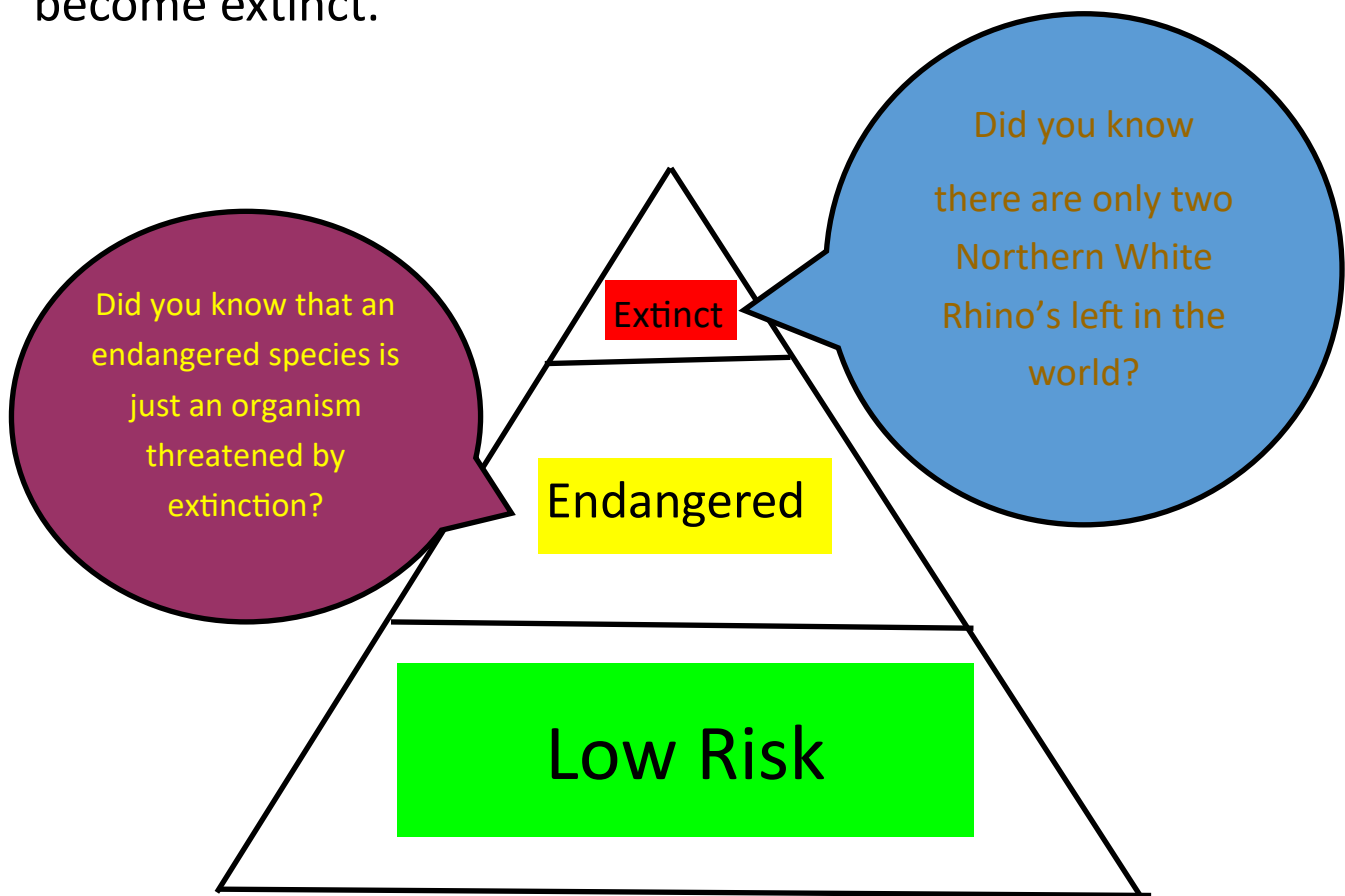 become extinct.
Did you know
there are only two
Northern White
Rhino’s left in the
world?
Extinct
Did you know that an
endangered species is
just an organism
threatened by
extinction?
Endangered
Low Risk